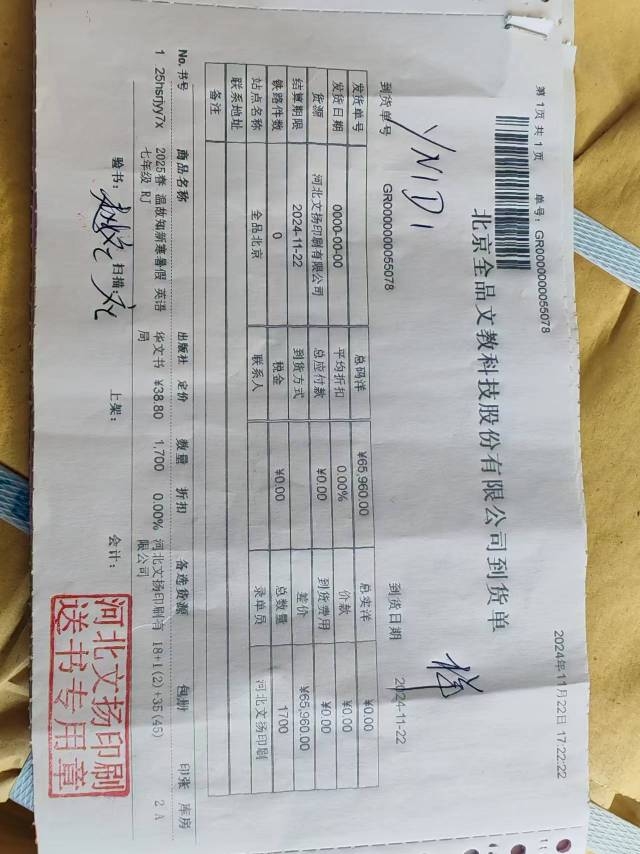 第 1页 共 1 页 单号: GR0000000055078 2024年11月22日 17:22:22
北京全品文教科技股份有限公司到货单
YN1D1 样
到货单号 GR0000000055078 到货日期 2024-11-22
发货单号 总码洋 ¥65,960.00 总卖洋 ¥0.00
发货日期 0000-00-00 平均折扣 0.00% 价款 ¥0.00
货源 河北文扬印刷有限公司 总应付款 ¥0.00 到货费用 ¥0.00
结算期限 2024-11-22 到货方式 差价 ¥65,960.00
铁路件数 0 税金 ¥0.00 总数量 1700
站点名称 全品北京 联系人 录单员 河北文扬印刷
联系地址
备注
No. 书号 商品名称 出版社 定价 数量 折扣 备选货源 包册 印张 库房
1 25hsrjyy7x 2025春 温故知新寒暑假 英语 华文书 ¥38.80 1,700 0.00% 河北文扬印刷有 18+1(2)+35(45) 2 A
七年级 RJ 局 限公司
验书: 扫描: 上架: 会计:
河北文扬印刷
送书专用章